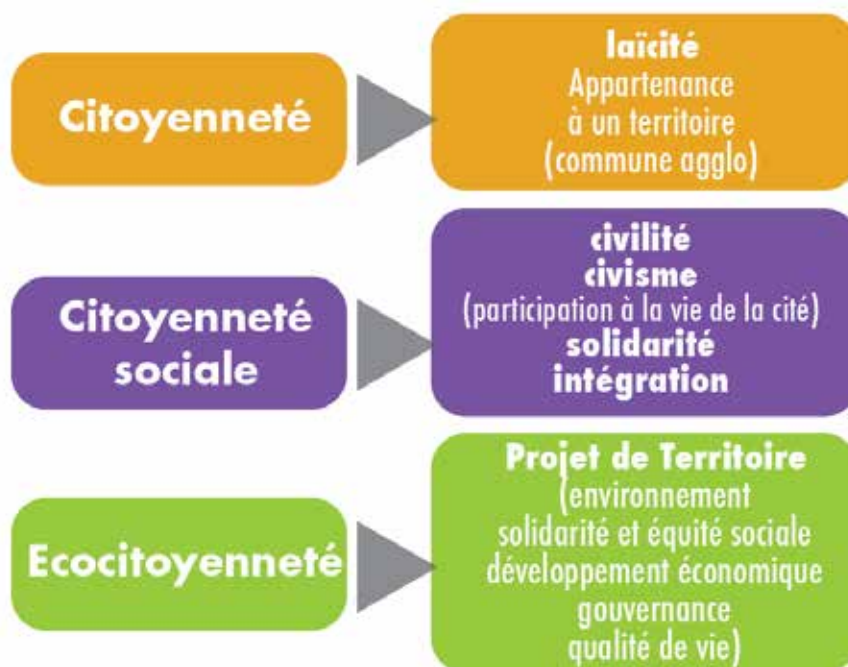 Citoyenneté
laïcité
Appartenance
à un territoire
(commune agglo)
Citoyenneté
sociale
civilité
civisme
(participation à la vie de la cité)
solidarité
intégration
Ecocitoyenneté
Projet de Territoire
(environnement
solidarité et équité sociale
développement économique
gouvernance
qualité de vie)